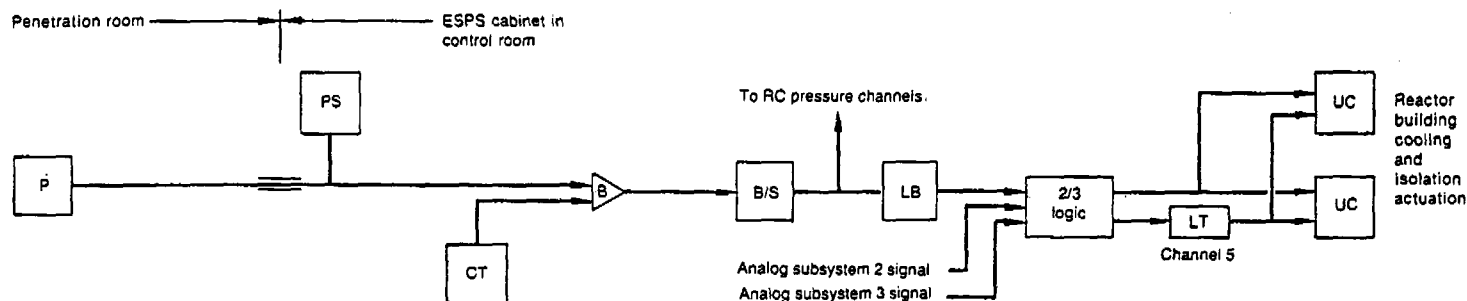 Penetration room
ESPS cabinet in
control room
PS
To RC pressure channels.
UC
Reactor
building
cooling
and
isolation
actuation
P
B
B/S
LB
2/3
logic
LT
UC
Channel 5
CT
Analog subsystem 2 signal
Analog subsystem 3 signal